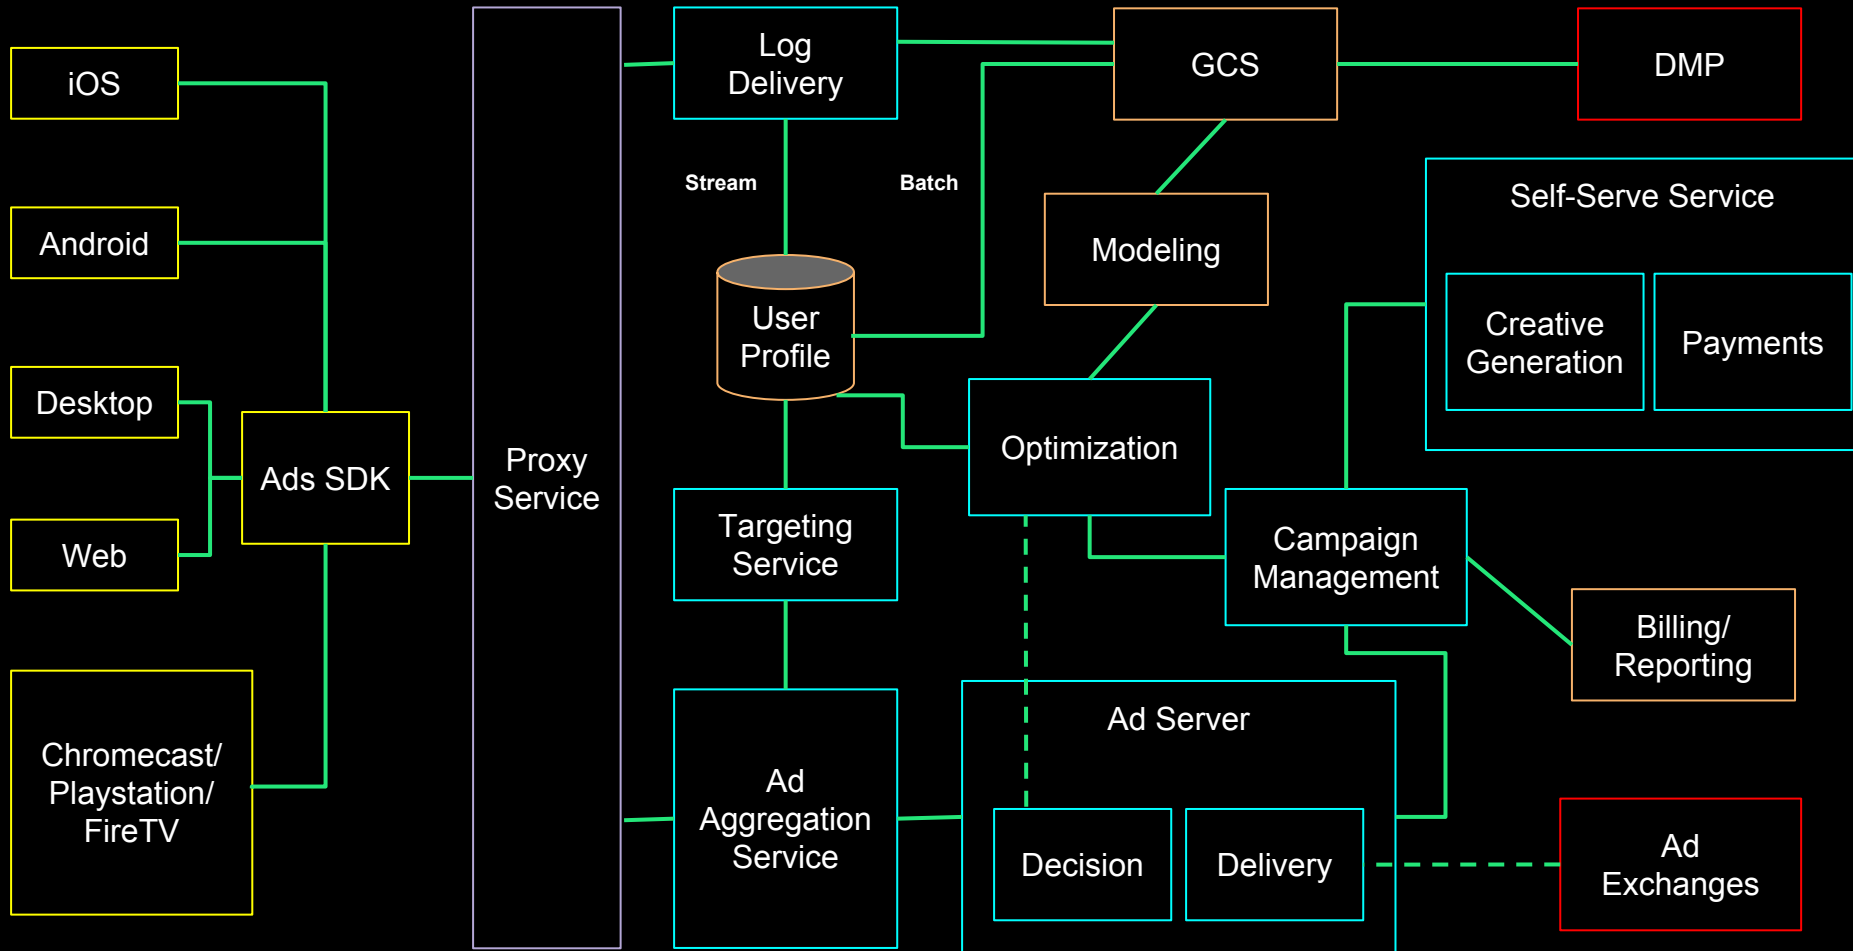 iOS
Android
Desktop
Web
Chromecast/
Playstation/
FireTV
Ads SDK
Proxy
Service
Log
Delivery
Stream
Batch
User
Profile
Targeting
Service
Ad
Aggregation
Service
GCS
Modeling
Optimization
Campaign
Management
Ad Server
Decision
Delivery
DMP
Self-Serve Service
Creative
Generation
Payments
Billing/
Reporting
Ad
Exchanges